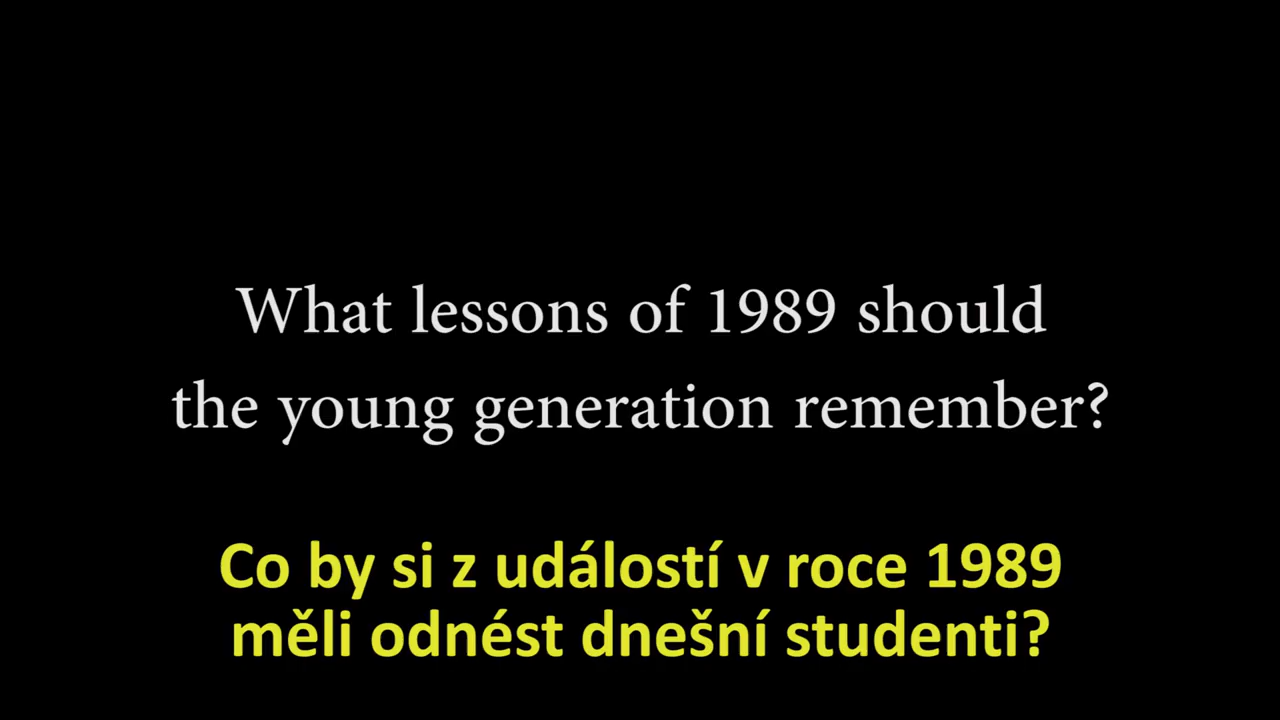 What lessons of 1989 should
the young generation remember?
Co by si z událostí v roce 1989
měli odnést dnešní studenti?